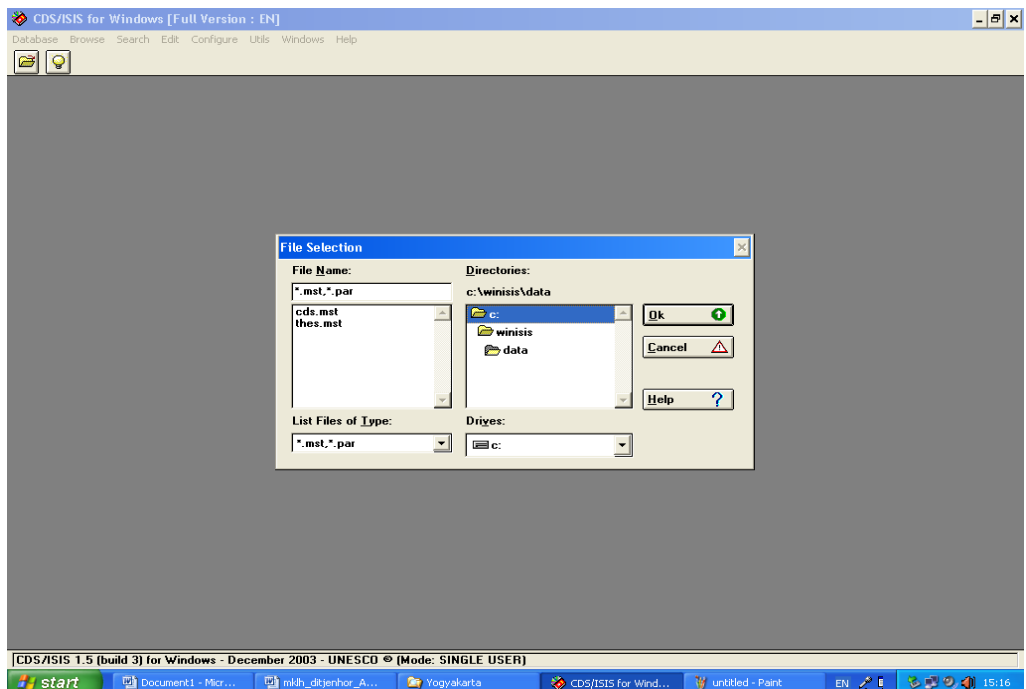 CDS/ISIS for Windows [Full Version : EN]
Database Browse Search Edit Configure Utils Windows Help
File Selection
File Name:
*.mst,*.par
cds.mst
thes.mst
List Files of Type:
*.mst,*.par
Directories:
c:\winisis\data
c:
winisis
data
Drives:
c:
Ok
Cancel
Help
CDS/ISIS 1.5 (build 3) for Windows - December 2003 - UNESCO © (Mode: SINGLE USER)
start
Document1 - Micr...
mklh_ditjenhor_A...
Yogyakarta
CDS/ISIS for Wind...
untitled - Paint
EN
15:16